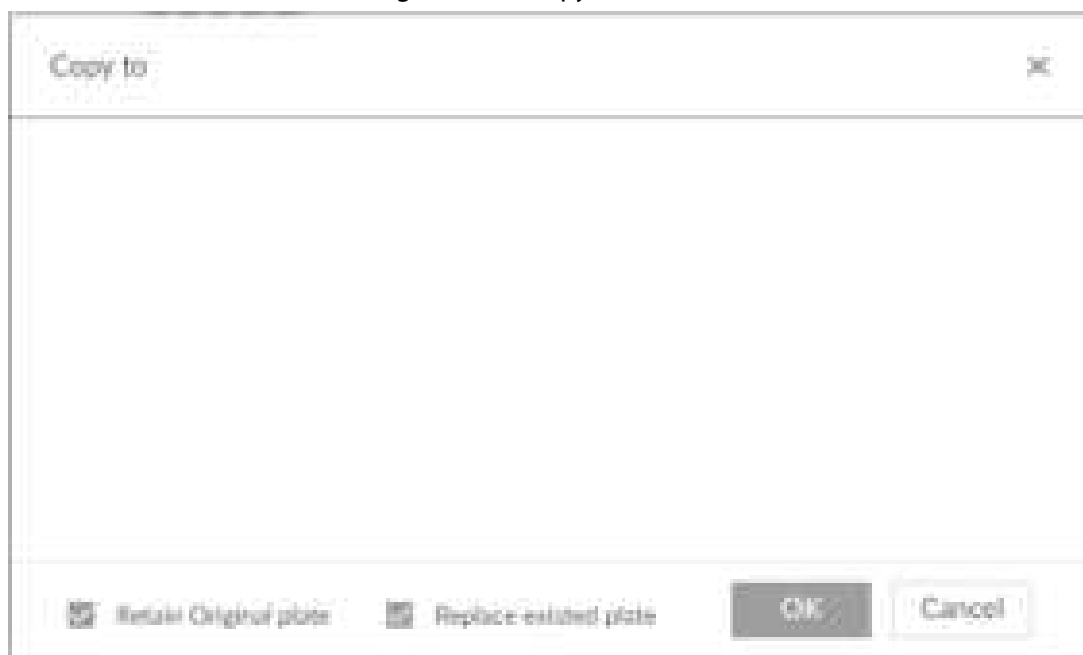 Copy to
Retain Original plate
Replace existed plate
OK
Cancel